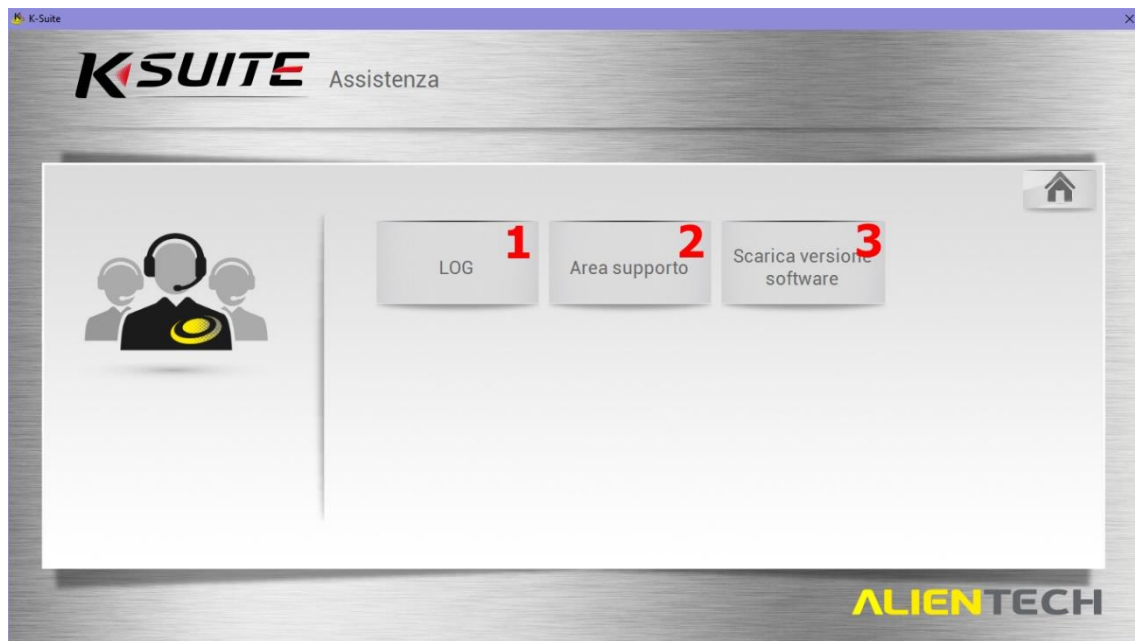 K-Suite
KSUITE Assistenza
1
2
3
LOG
Area supporto
Scarica versione
software
ALIENTECH